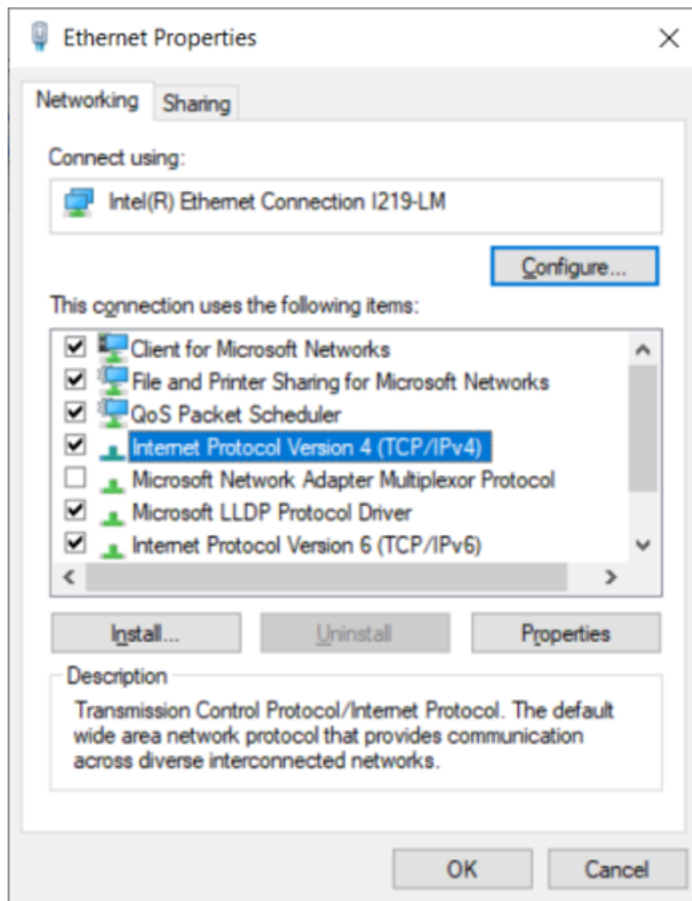 Ethernet Properties
Networking
Sharing
Connect using:
Intel(R) Ethernet Connection I219-LM
Configure...
This connection uses the following items:
Client for Microsoft Networks
File and Printer Sharing for Microsoft Networks
QoS Packet Scheduler
Internet Protocol Version 4 (TCP/IPv4)
Microsoft Network Adapter Multiplexor Protocol
Microsoft LLDP Protocol Driver
Internet Protocol Version 6 (TCP/IPv6)
Install...
Uninstall
Properties
Description
Transmission Control Protocol/Internet Protocol. The default
wide area network protocol that provides communication
across diverse interconnected networks.
OK
Cancel